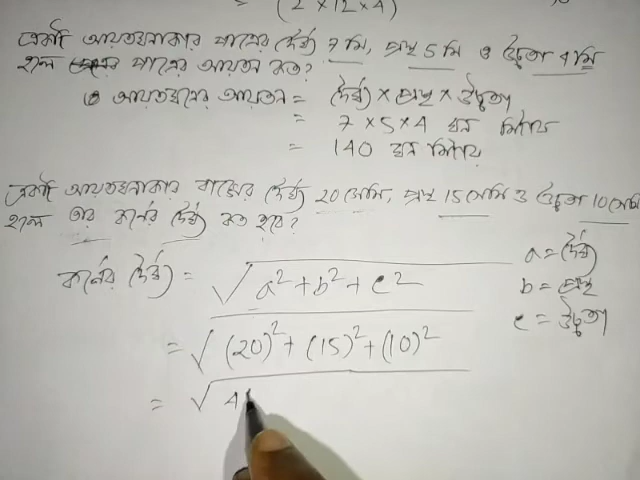 = (2×12×4)
একটি আয়তঘনাকার পাত্রের দৈর্ঘ্য 7 মি, প্রস্থ 5 মি ও উচ্চতা 4 মি
হলে পাত্রের আয়তন কত?
আয়তঘনের আয়তন = দৈর্ঘ্য × প্রস্থ × উচ্চতা
= 7 × 5 × 4 ঘন মিটার
= 140 ঘন মিটার
একটি আয়তঘনাকার বাক্সের দৈর্ঘ্য 20 সেমি, প্রস্থ 15 সেমি ও উচ্চতা 10 সেমি
হলে তার কর্নের দৈর্ঘ্য কত হবে?
কর্নের দৈর্ঘ্য = √a² + b² + c²
a = দৈর্ঘ্য
b = প্রস্থ
c = উচ্চতা
= √(20)² + (15)² + (10)²
= √4